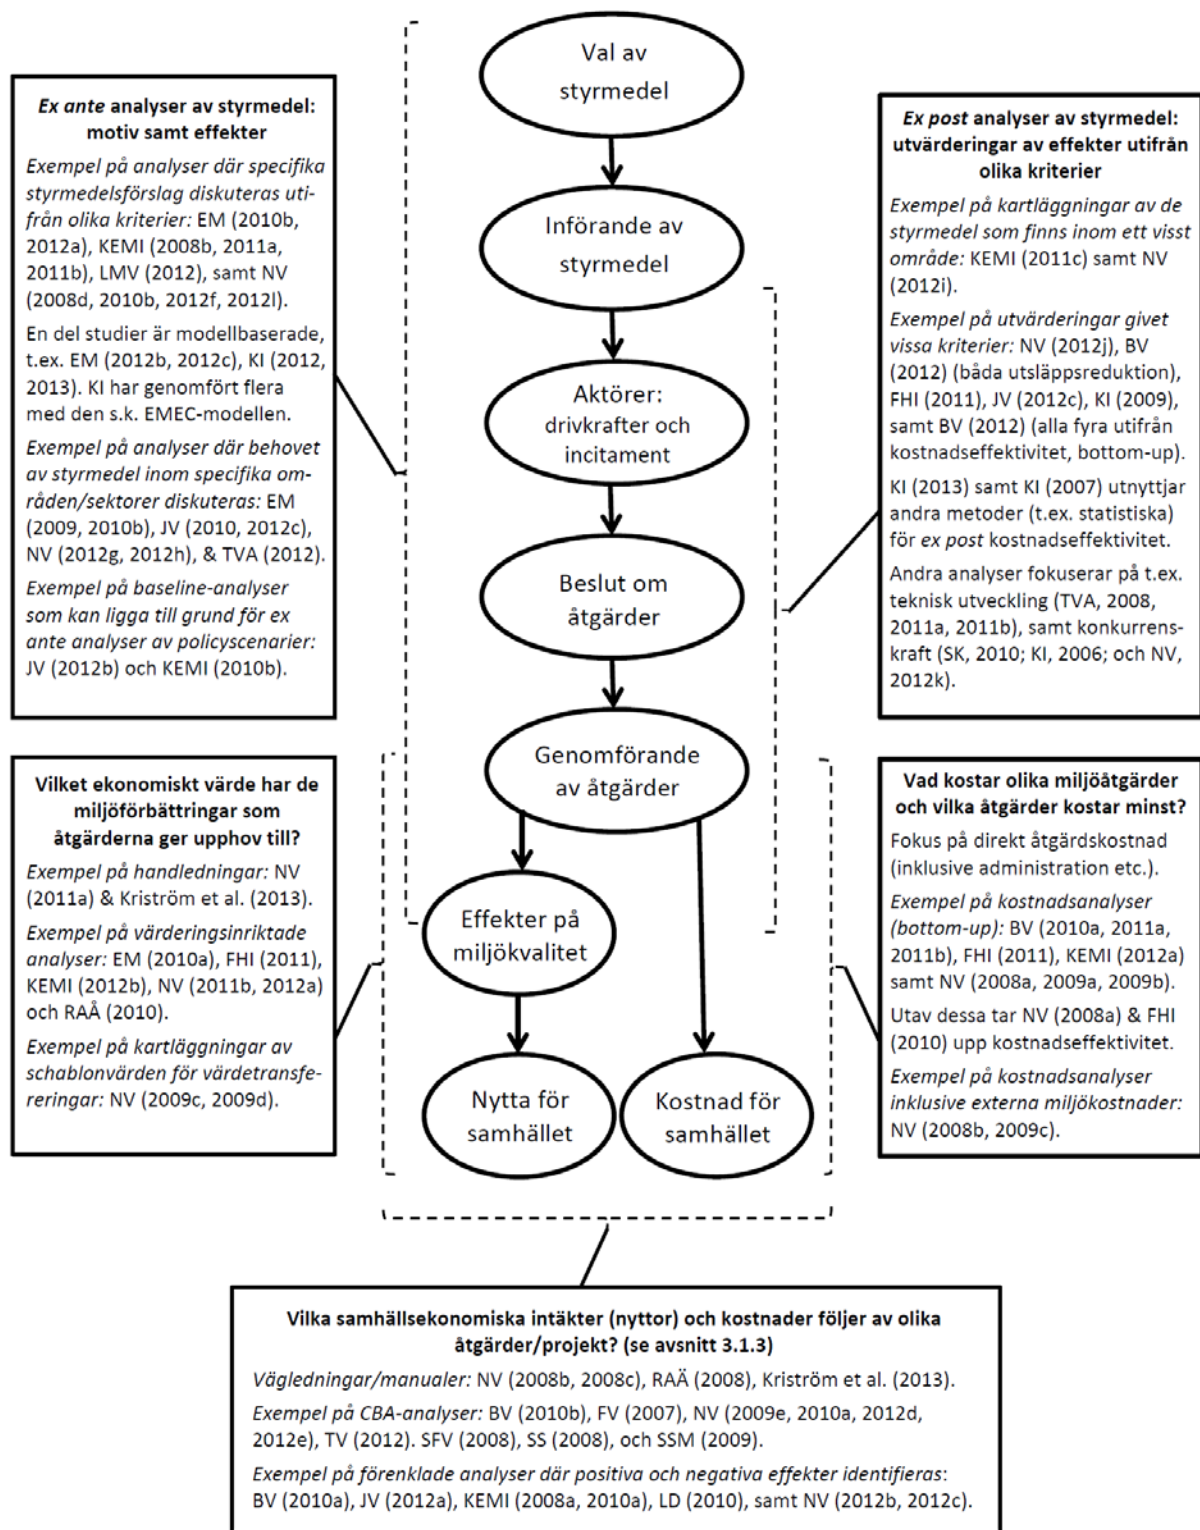 Val av
styrmedel
Införande av
styrmedel
Aktörer:
drivkrafter och
incitament
Beslut om
åtgärder
Genomförande
av åtgärder
Effekter på
miljökvalitet
Nytta för
samhället
Kostnad för
samhället
Ex ante analyser av styrmedel:
motiv samt effekter
Exempel på analyser där specifika
styrmedelsförslag diskuteras uti-
från olika kriterier: EM (2010b,
2012a), KEMI (2008b, 2011a,
2011b), LMV (2012), samt NV
(2008d, 2010b, 2012f, 2012l).
En del studier är modellbaserade,
t.ex. EM (2012b, 2012c), KI (2012,
2013). KI har genomfört flera
med den s.k. EMEC-modellen.
Exempel på analyser där behovet
av styrmedel inom specifika om-
råden/sektorer diskuteras: EM
(2009, 2010b), JV (2010, 2012c),
NV (2012g, 2012h), & TVA (2012).
Exempel på baseline-analyser
som kan ligga till grund för ex
ante analyser av policyscenarier:
JV (2012b) och KEMI (2010b).
Ex post analyser av styrmedel:
utvärderingar av effekter utifrån
olika kriterier
Exempel på kartläggningar av de
styrmedel som finns inom ett visst
område: KEMI (2011c) samt NV
(2012i).
Exempel på utvärderingar givet
vissa kriterier: NV (2012j), BV
(2012) (båda utsläppsreduktion),
FHI (2011), JV (2012c), KI (2009),
samt BV (2012) (alla fyra utifrån
kostnadseffektivitet, bottom-up).
KI (2013) samt KI (2007) utnyttjar
andra metoder (t.ex. statistiska)
för ex post kostnadseffektivitet.
Andra analyser fokuserar på t.ex.
teknisk utveckling (TVA, 2008,
2011a, 2011b), samt konkurrens-
kraft (SK, 2010; KI, 2006; och NV,
2012k).
Vilket ekonomiskt värde har de
miljöförbättringar som
åtgärderna ger upphov till?
Exempel på handledningar: NV
(2011a) & Kriström et al. (2013).
Exempel på värderingsinriktade
analyser: EM (2010a), FHI (2011),
KEMI (2012b), NV (2011b, 2012a)
och RAÄ (2010).
Exempel på kartläggningar av
schablonvärden för värdetransfe-
reringar: NV (2009c, 2009d).
Vad kostar olika miljöåtgärder
och vilka åtgärder kostar minst?
Fokus på direkt åtgärdskostnad
(inklusive administration etc.).
Exempel på kostnadsanalyser
(bottom-up): BV (2010a, 2011a,
2011b), FHI (2011), KEMI (2012a)
samt NV (2008a, 2009a, 2009b).
Utav dessa tar NV (2008a) & FHI
(2010) upp kostnadseffektivitet.
Exempel på kostnadsanalyser
inklusive externa miljökostnader:
NV (2008b, 2009c).
Vilka samhällsekonomiska intäkter (nyttor) och kostnader följer av olika
åtgärder/projekt? (se avsnitt 3.1.3)
Vägledningar/manualer: NV (2008b, 2008c), RAÄ (2008), Kriström et al. (2013).
Exempel på CBA-analyser: BV (2010b), FV (2007), NV (2009e, 2010a, 2012d,
2012e), TV (2012). SFV (2008), SS (2008), och SSM (2009).
Exempel på förenklade analyser där positiva och negativa effekter identifieras:
BV (2010a), JV (2012a), KEMI (2008a, 2010a), LD (2010), samt NV (2012b, 2012c).